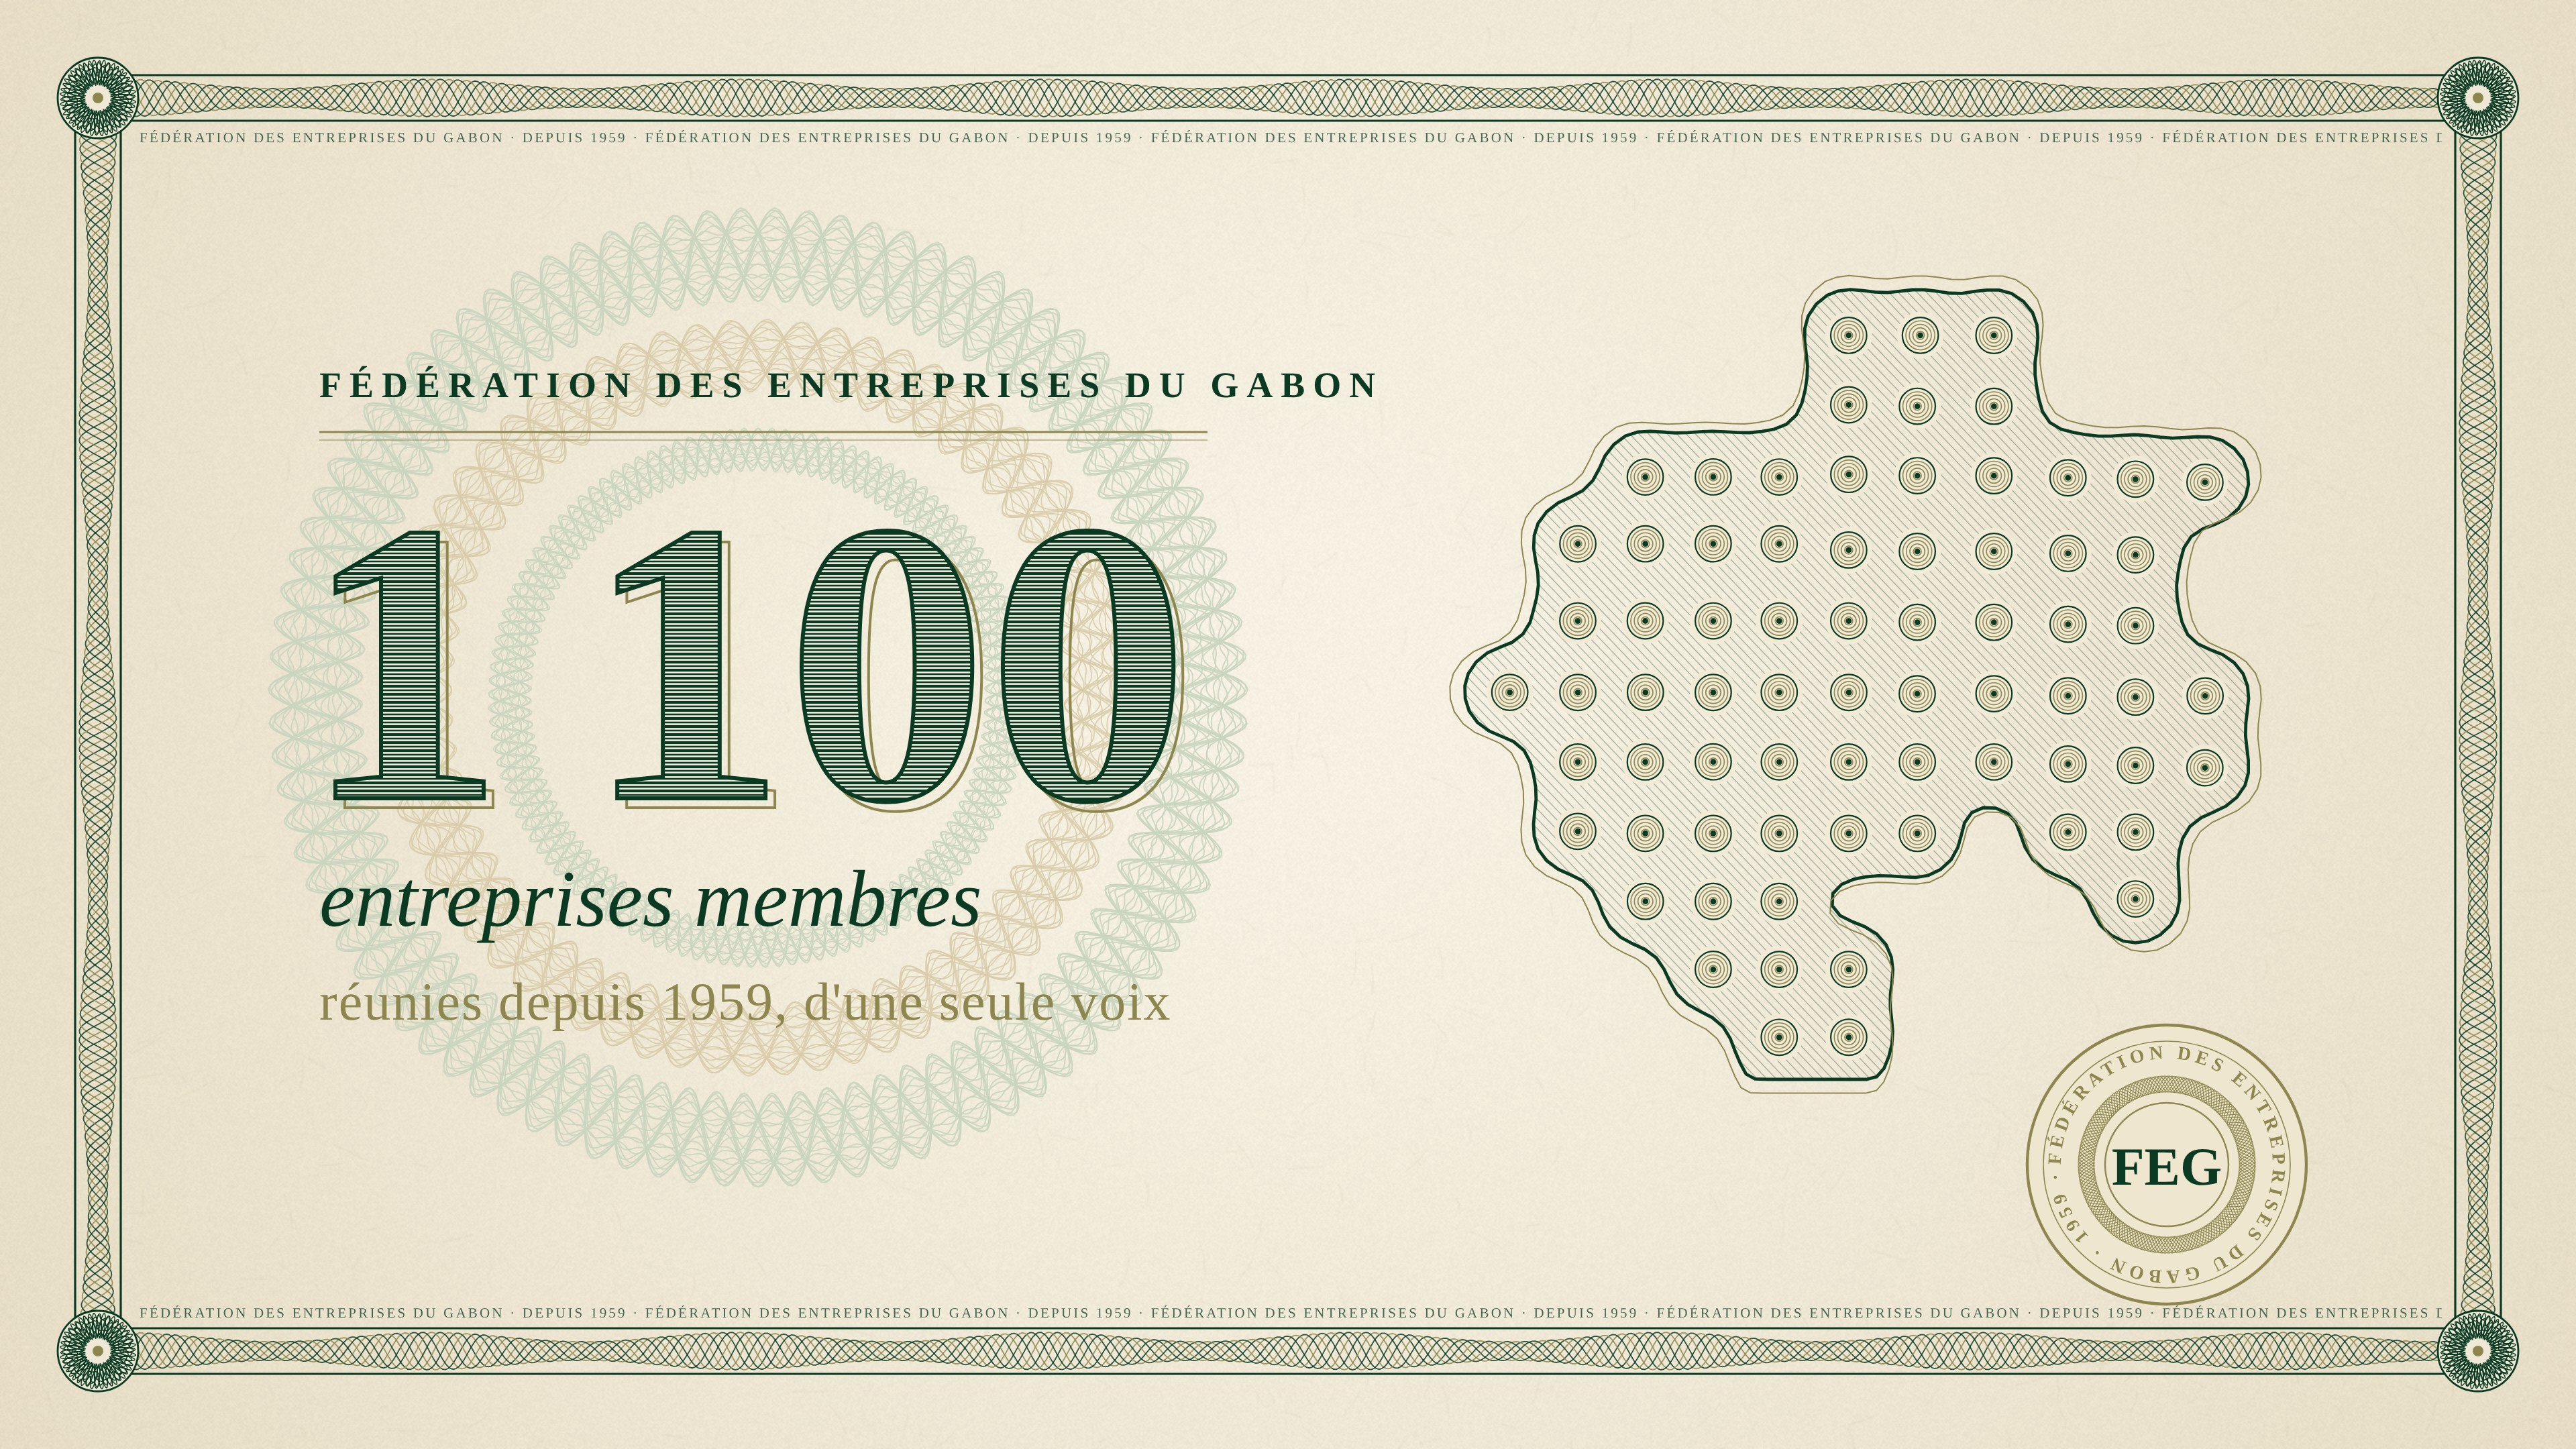 FÉDÉRATION DES ENTREPRISES DU GABON · DEPUIS 1959 · FÉDÉRATION DES ENTREPRISES DU GABON · DEPUIS 1959 · FÉDÉRATION DES ENTREPRISES DU GABON · DEPUIS 1959 · FÉDÉRATION DES ENTREPRISES DU GABON · DEPUIS 1959 · FÉDÉRATION DES ENTREPRISES
FÉDÉRATION DES ENTREPRISES DU GABON
1 100
entreprises membres
réunies depuis 1959, d'une seule voix
FÉDÉRATION DES ENTREPRISES DU GABON · 1959 ·
FEG
FÉDÉRATION DES ENTREPRISES DU GABON · DEPUIS 1959 · FÉDÉRATION DES ENTREPRISES DU GABON · DEPUIS 1959 · FÉDÉRATION DES ENTREPRISES DU GABON · DEPUIS 1959 · FÉDÉRATION DES ENTREPRISES DU GABON · DEPUIS 1959 · FÉDÉRATION DES ENTREPRISES